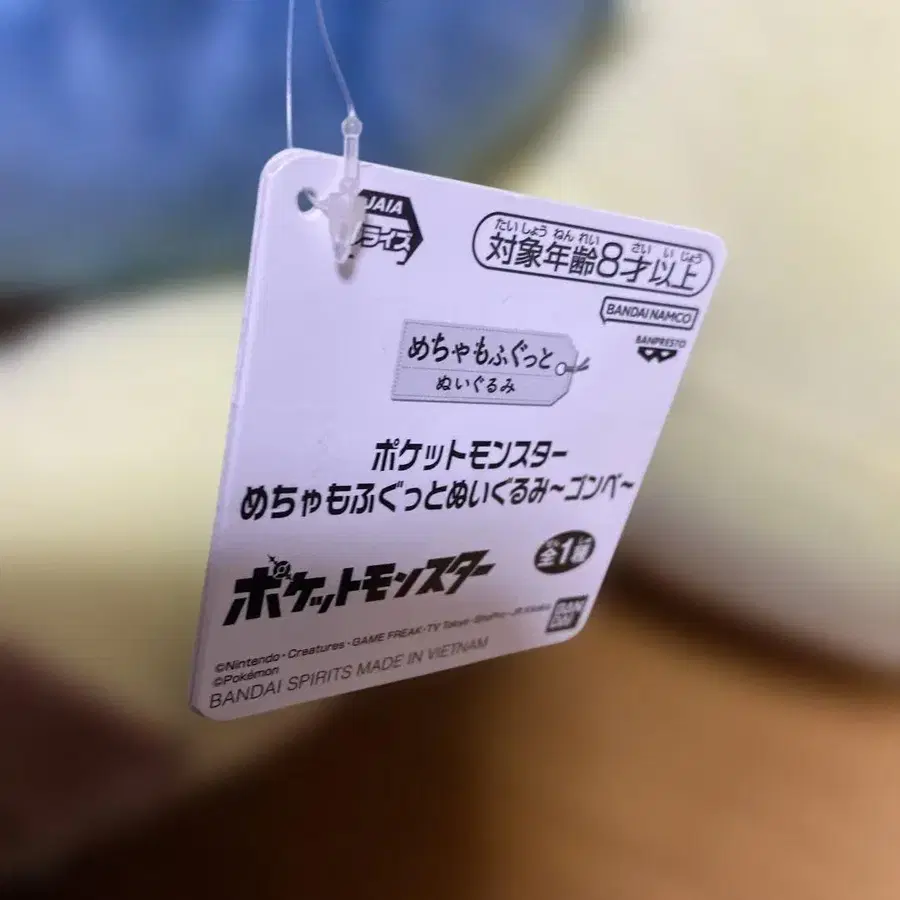 JAIA
たいしょう ねん れい さい い じょう
対象年齢8才以上
BANDAI NAMCO
BANPRESTO
めちゃもふぐっと
ぬいぐるみ
ポケットモンスター
めちゃもふぐっとぬいぐるみ～ゴンベ～
全1種
ポケットモンスター
©Nintendo・Creatures・GAME FREAK・TV Tokyo・ShoPro・JR Kikaku
©Pokémon
BANDAI SPIRITS MADE IN VIETNAM
BAN
DAI